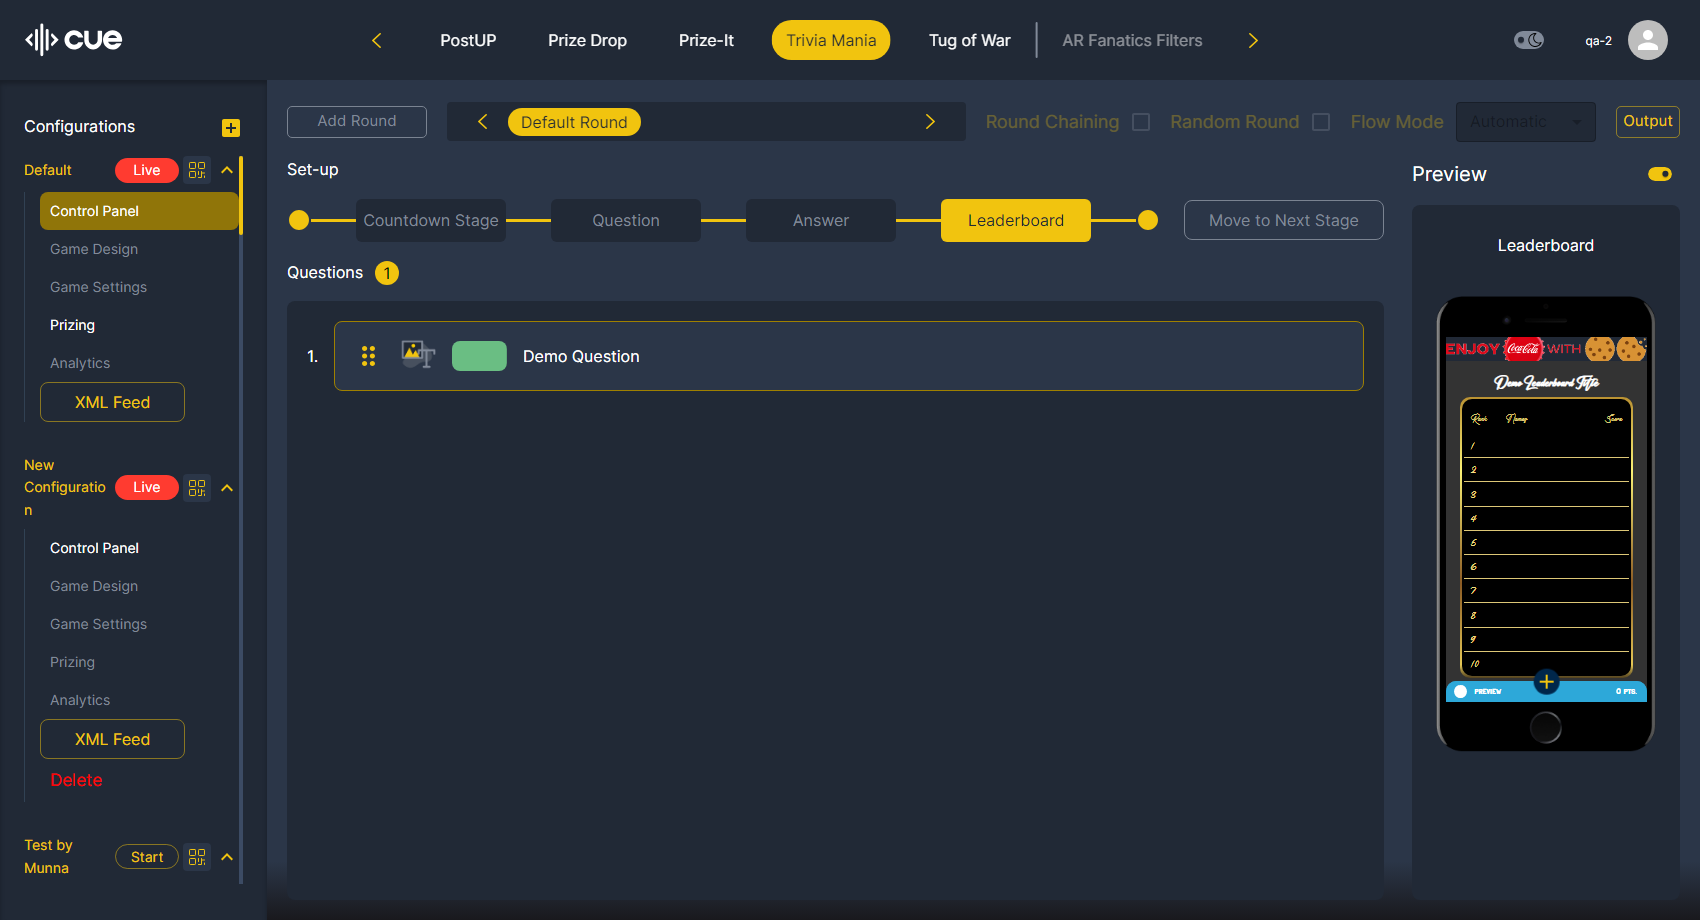 cue
PostUP
Prize Drop
Prize-It
Trivia Mania
Tug of War
AR Fanatics Filters
qa-2
Configurations
Default
Live
Control Panel
Game Design
Game Settings
Prizing
Analytics
XML Feed
New
Configuratio
n
Live
Control Panel
Game Design
Game Settings
Prizing
Analytics
XML Feed
Delete
Test by
Munna
Start
Add Round
Default Round
Round Chaining
Random Round
Flow Mode
Automatic
Output
Set-up
Countdown Stage
Question
Answer
Leaderboard
Move to Next Stage
Questions 1
1.
Demo Question
Preview
Leaderboard
ENJOY Coca-Cola WITH
Demo Leaderboard Title
Rank Names Score
1
2
3
4
5
6
7
8
9
10
PREVIEW
0 PTS.